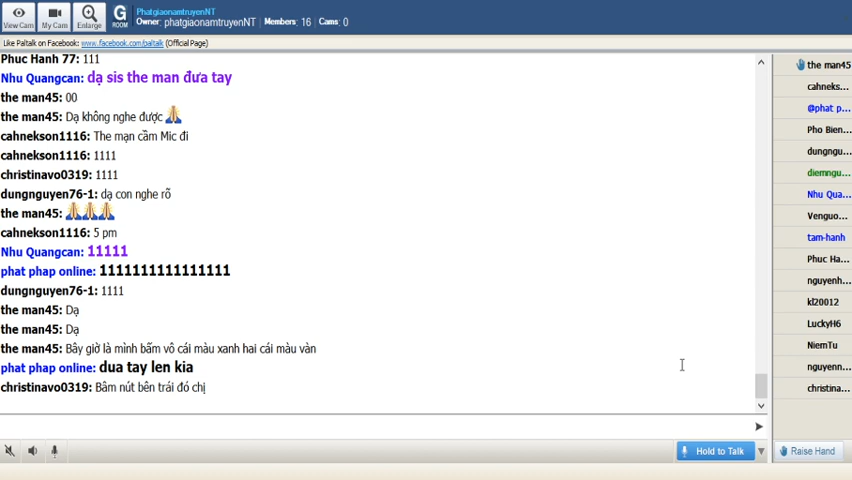 View Cam
My Cam
Enlarge
G
ROOM
PhatgiaonamtruyenNT
Owner: phatgiaonamtruyenNT Members: 16 Cams: 0
Like Paltalk on Facebook: www.facebook.com/paltalk (Official Page)
Phuc Hanh 77: 111
Nhu Quangcan: dạ sis the man đưa tay
the man45: 00
the man45: Dạ không nghe được
cahnekson1116: The mạn cầm Mic đi
cahnekson1116: 1111
christinavo0319: 1111
dungnguyen76-1: dạ con nghe rõ
the man45:
cahnekson1116: 5 pm
Nhu Quangcan: 11111
phat phap online: 1111111111111111
dungnguyen76-1: 1111
the man45: Dạ
the man45: Dạ
the man45: Bây giờ là mình bấm vô cái màu xanh hai cái màu vàn
phat phap online: dua tay len kia
christinavo0319: Bâm nút bên trái đó chị
Hold to Talk
the man45
cahneks...
@phat p...
Pho Bien...
dungngu...
diemngu...
Nhu Qua...
Venguo...
tam-hanh
Phuc Ha...
nguyenh...
kl20012
LuckyH6
NiemTu
nguyenn...
christina...
Raise Hand